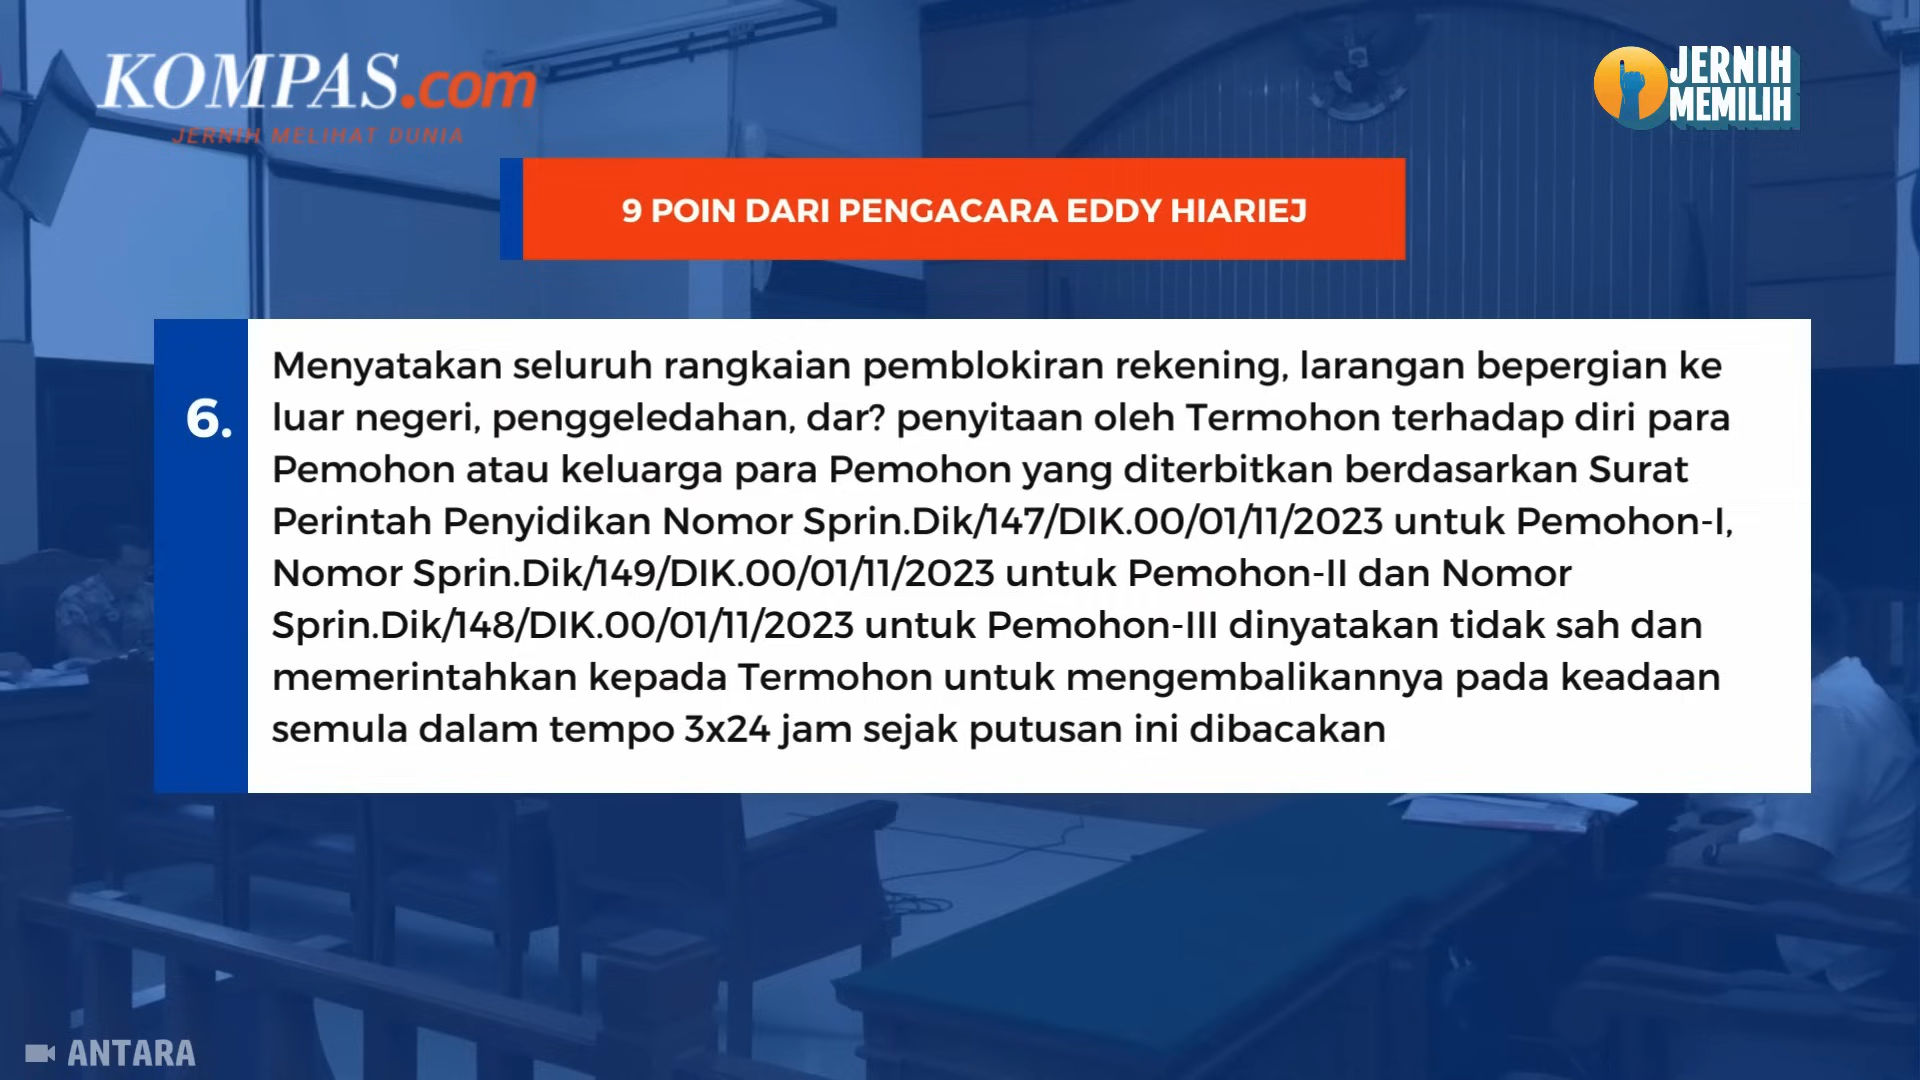 KOMPAS.com
JERNIH MELIHAT DUNIA
JERNIH
MEMILIH
9 POIN DARI PENGACARA EDDY HIARIEJ
6.
Menyatakan seluruh rangkaian pemblokiran rekening, larangan bepergian ke
luar negeri, penggeledahan, dar? penyitaan oleh Termohon terhadap diri para
Pemohon atau keluarga para Pemohon yang diterbitkan berdasarkan Surat
Perintah Penyidikan Nomor Sprin.Dik/147/DIK.00/01/11/2023 untuk Pemohon-I,
Nomor Sprin.Dik/149/DIK.00/01/11/2023 untuk Pemohon-II dan Nomor
Sprin.Dik/148/DIK.00/01/11/2023 untuk Pemohon-III dinyatakan tidak sah dan
memerintahkan kepada Termohon untuk mengembalikannya pada keadaan
semula dalam tempo 3x24 jam sejak putusan ini dibacakan
ANTARA